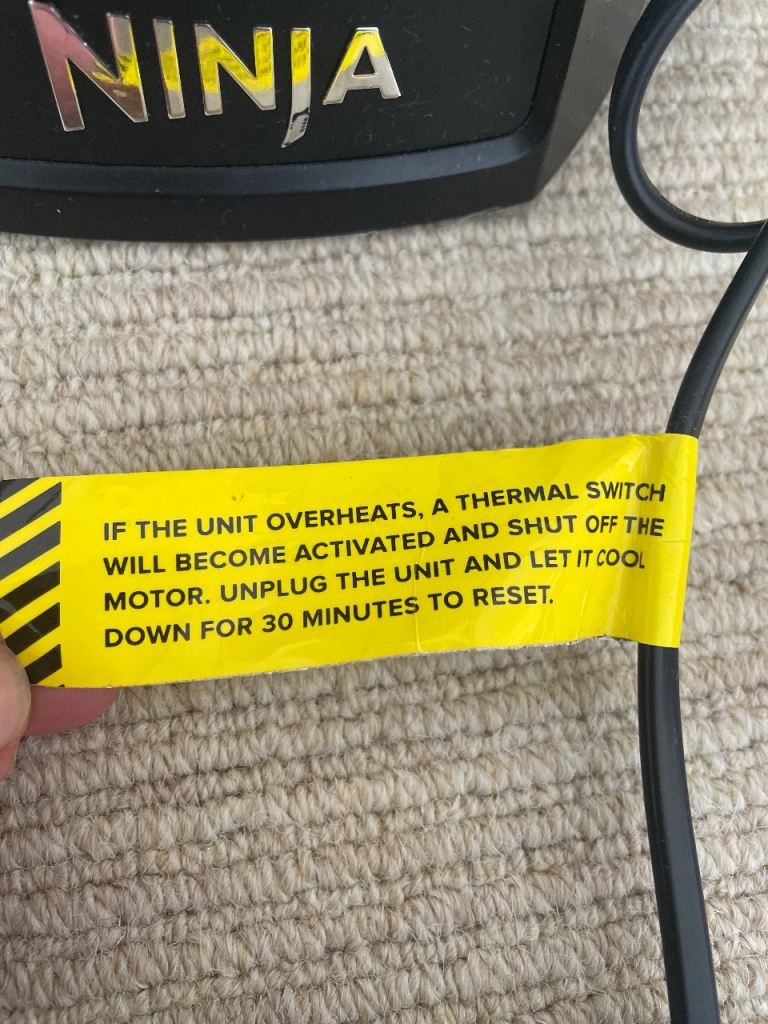 NINJA
IF THE UNIT OVERHEATS, A THERMAL SWITCH
WILL BECOME ACTIVATED AND SHUT OFF THE
MOTOR. UNPLUG THE UNIT AND LET IT COOL
DOWN FOR 30 MINUTES TO RESET.